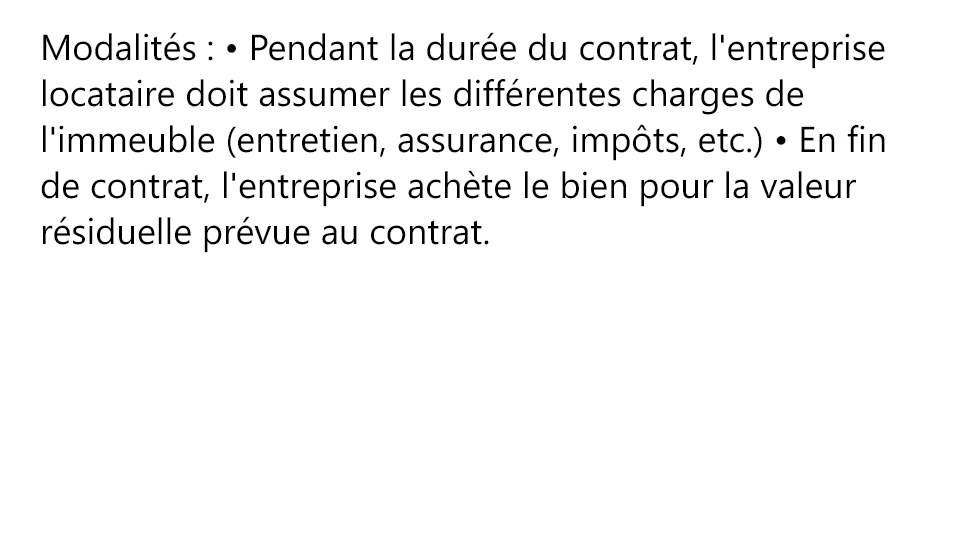 Modalités : • Pendant la durée du contrat, l'entreprise
locataire doit assumer les différentes charges de
l'immeuble (entretien, assurance, impôts, etc.) • En fin
de contrat, l'entreprise achète le bien pour la valeur
résiduelle prévue au contrat.